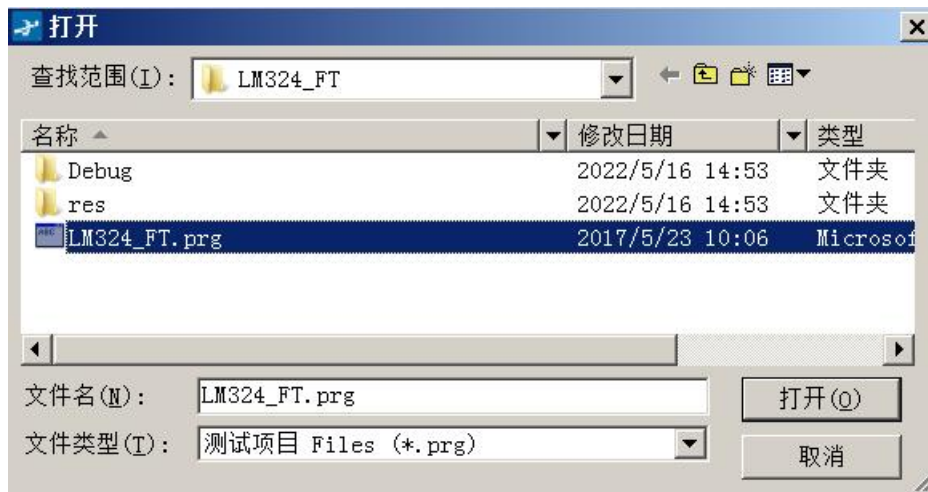 打开
查找范围(I): LM324_FT
名称 修改日期 类型
Debug 2022/5/16 14:53 文件夹
res 2022/5/16 14:53 文件夹
LM324_FT.prg 2017/5/23 10:06 Microsof
文件名(N): LM324_FT.prg 打开(O)
文件类型(T): 测试项目 Files (*.prg) 取消